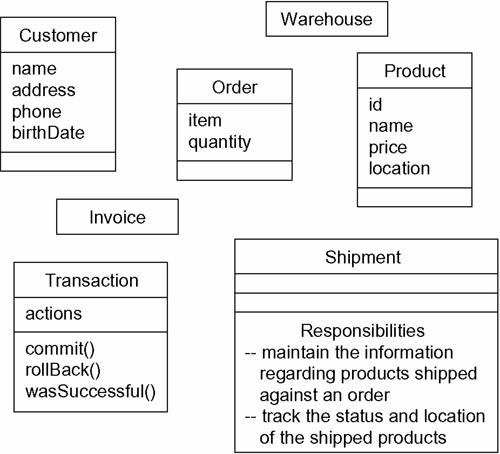 Warehouse
Customer
name
address
phone
birthDate
Order
item
quantity
Product
id
name
price
location
Invoice
Transaction
actions
commit()
rollBack()
wasSuccessful()
Shipment
Responsibilities
-- maintain the information
regarding products shipped
against an order
-- track the status and location
of the shipped products